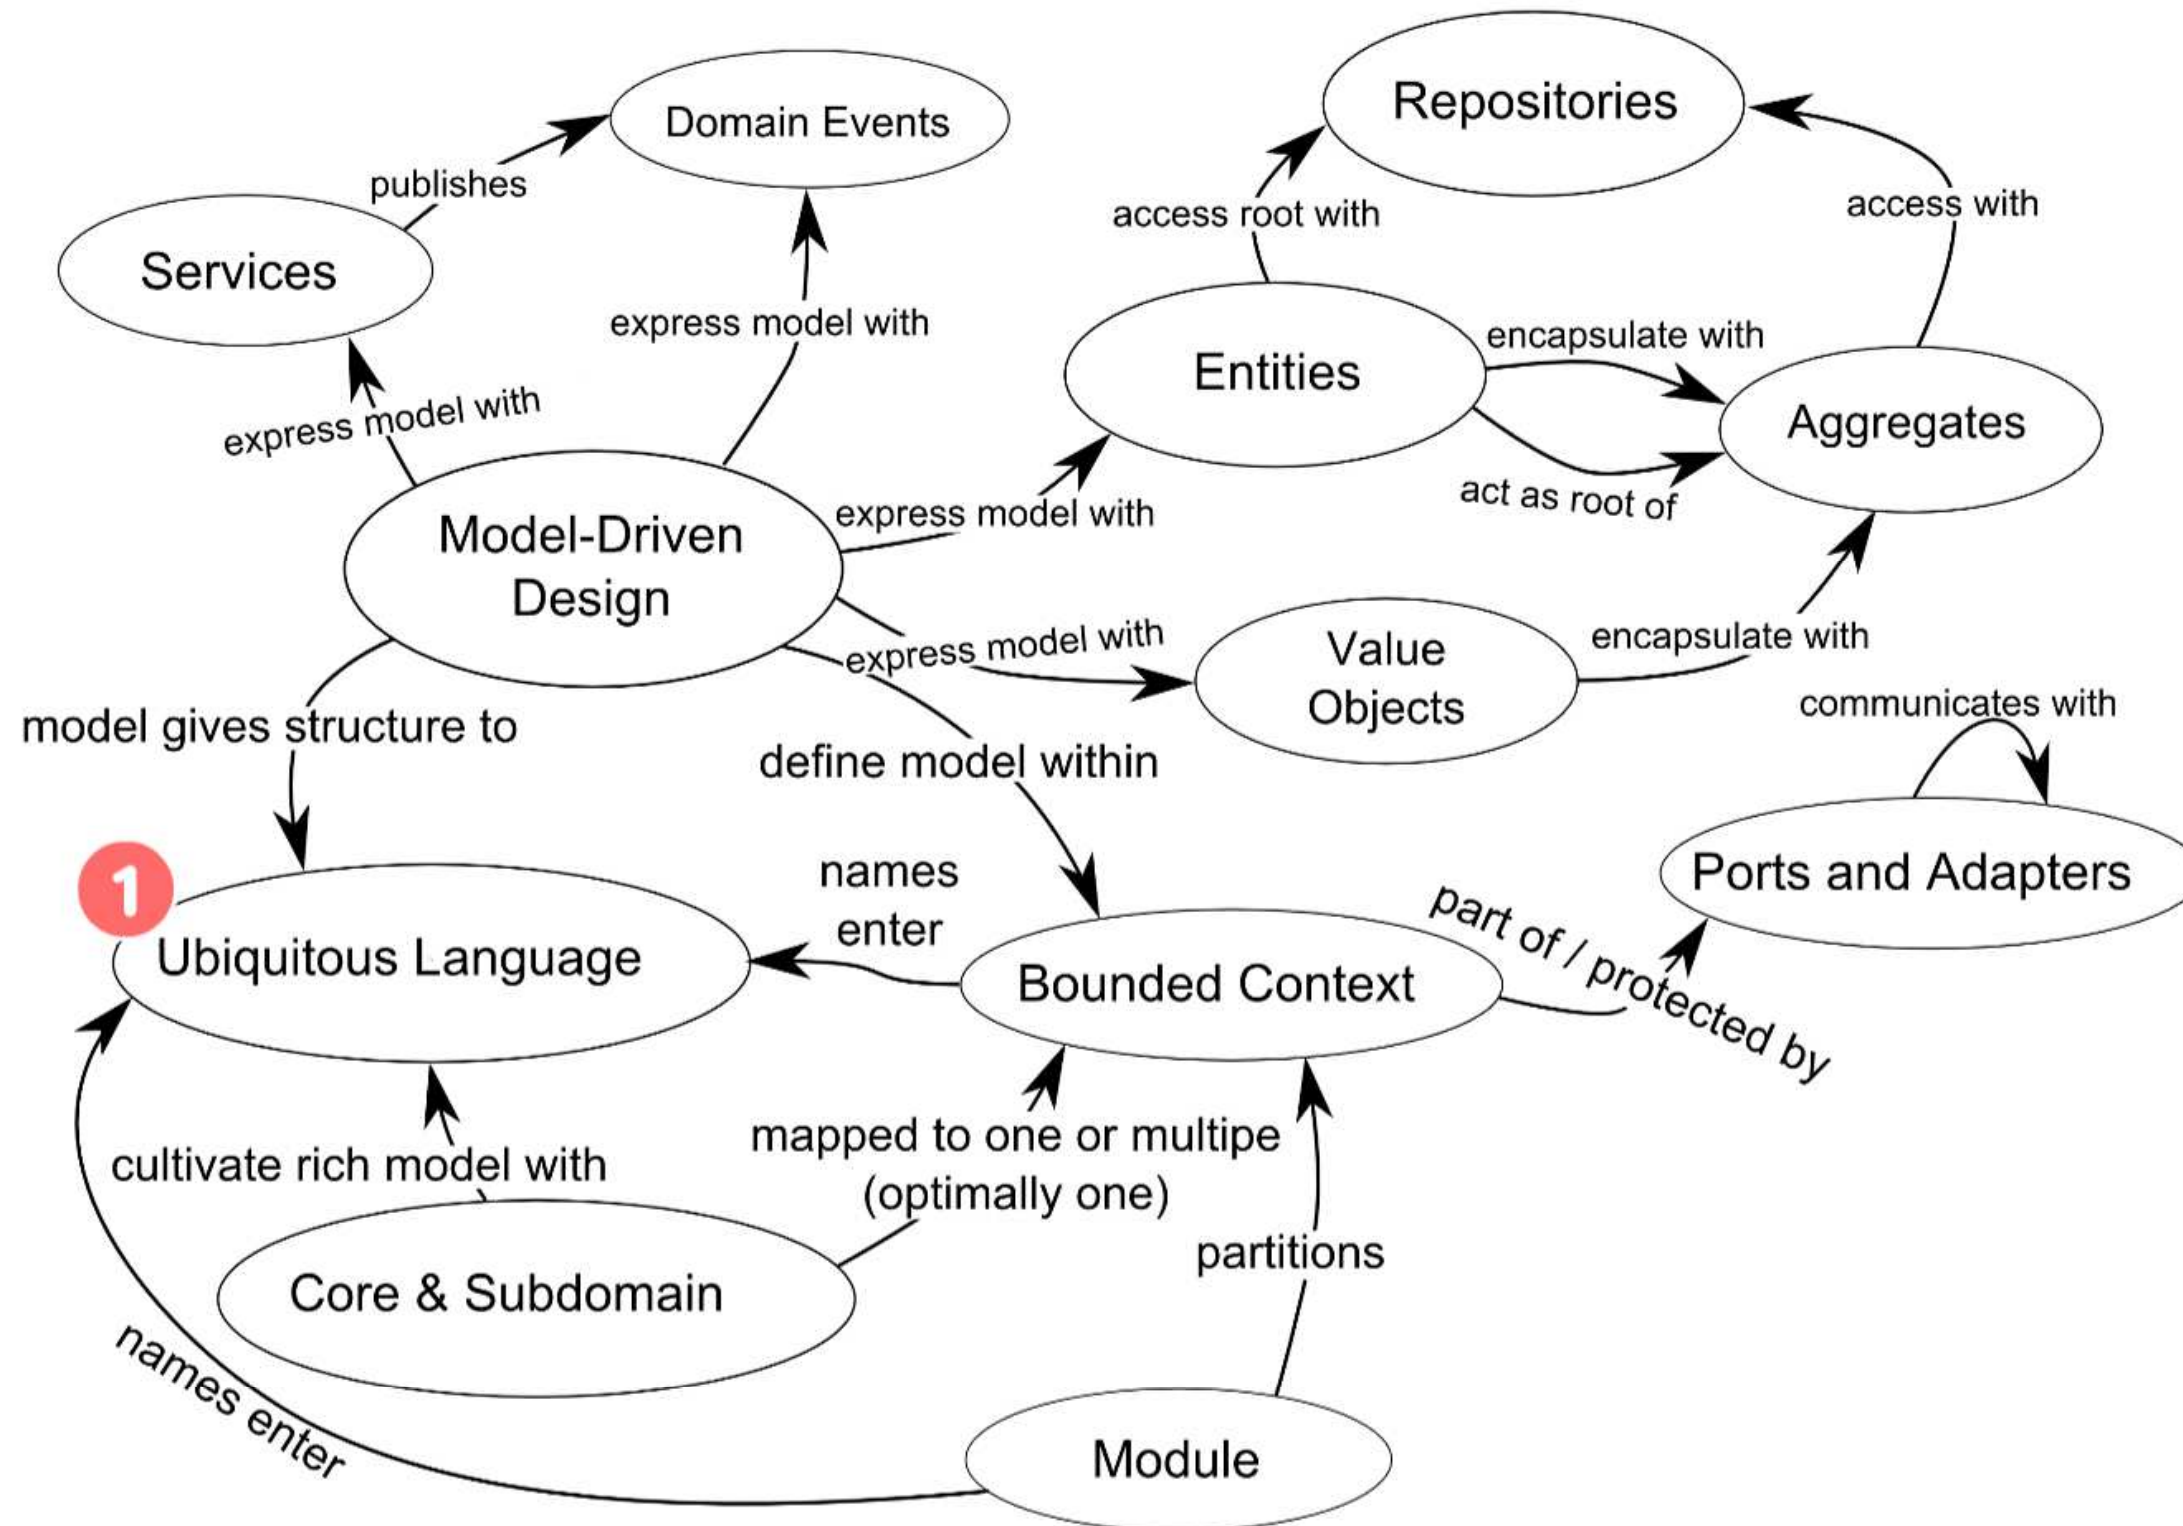 Repositories
Domain Events
publishes
access root with
access with
Services
express model with
encapsulate with
Entities
express model with
Aggregates
act as root of
express model with
Model-Driven
Design
express model with
Value
Objects
encapsulate with
communicates with
model gives structure to
define model within
1
names
enter
Ports and Adapters
part of / protected by
Ubiquitous Language
Bounded Context
mapped to one or multipe
(optimally one)
cultivate rich model with
partitions
Core & Subdomain
names enter
Module